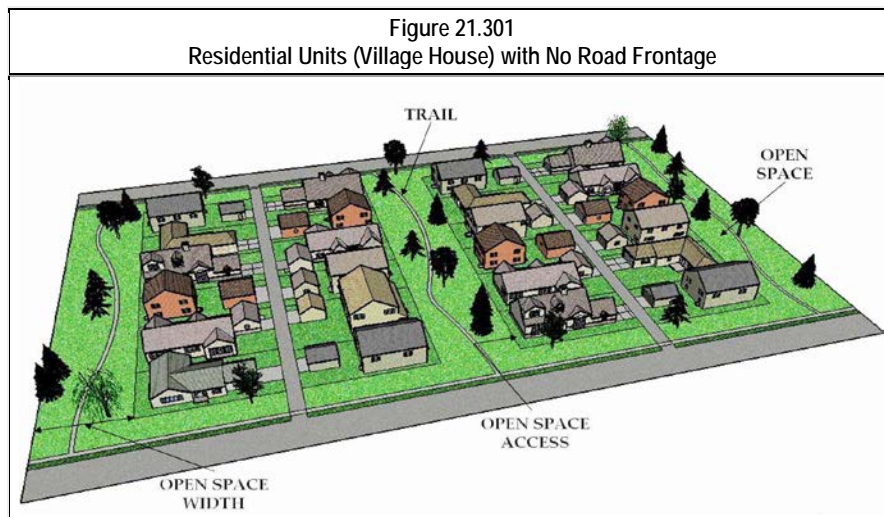 Figure 21.301
Residential Units (Village House) with No Road Frontage
TRAIL
OPEN
SPACE
OPEN SPACE
ACCESS
OPEN SPACE
WIDTH